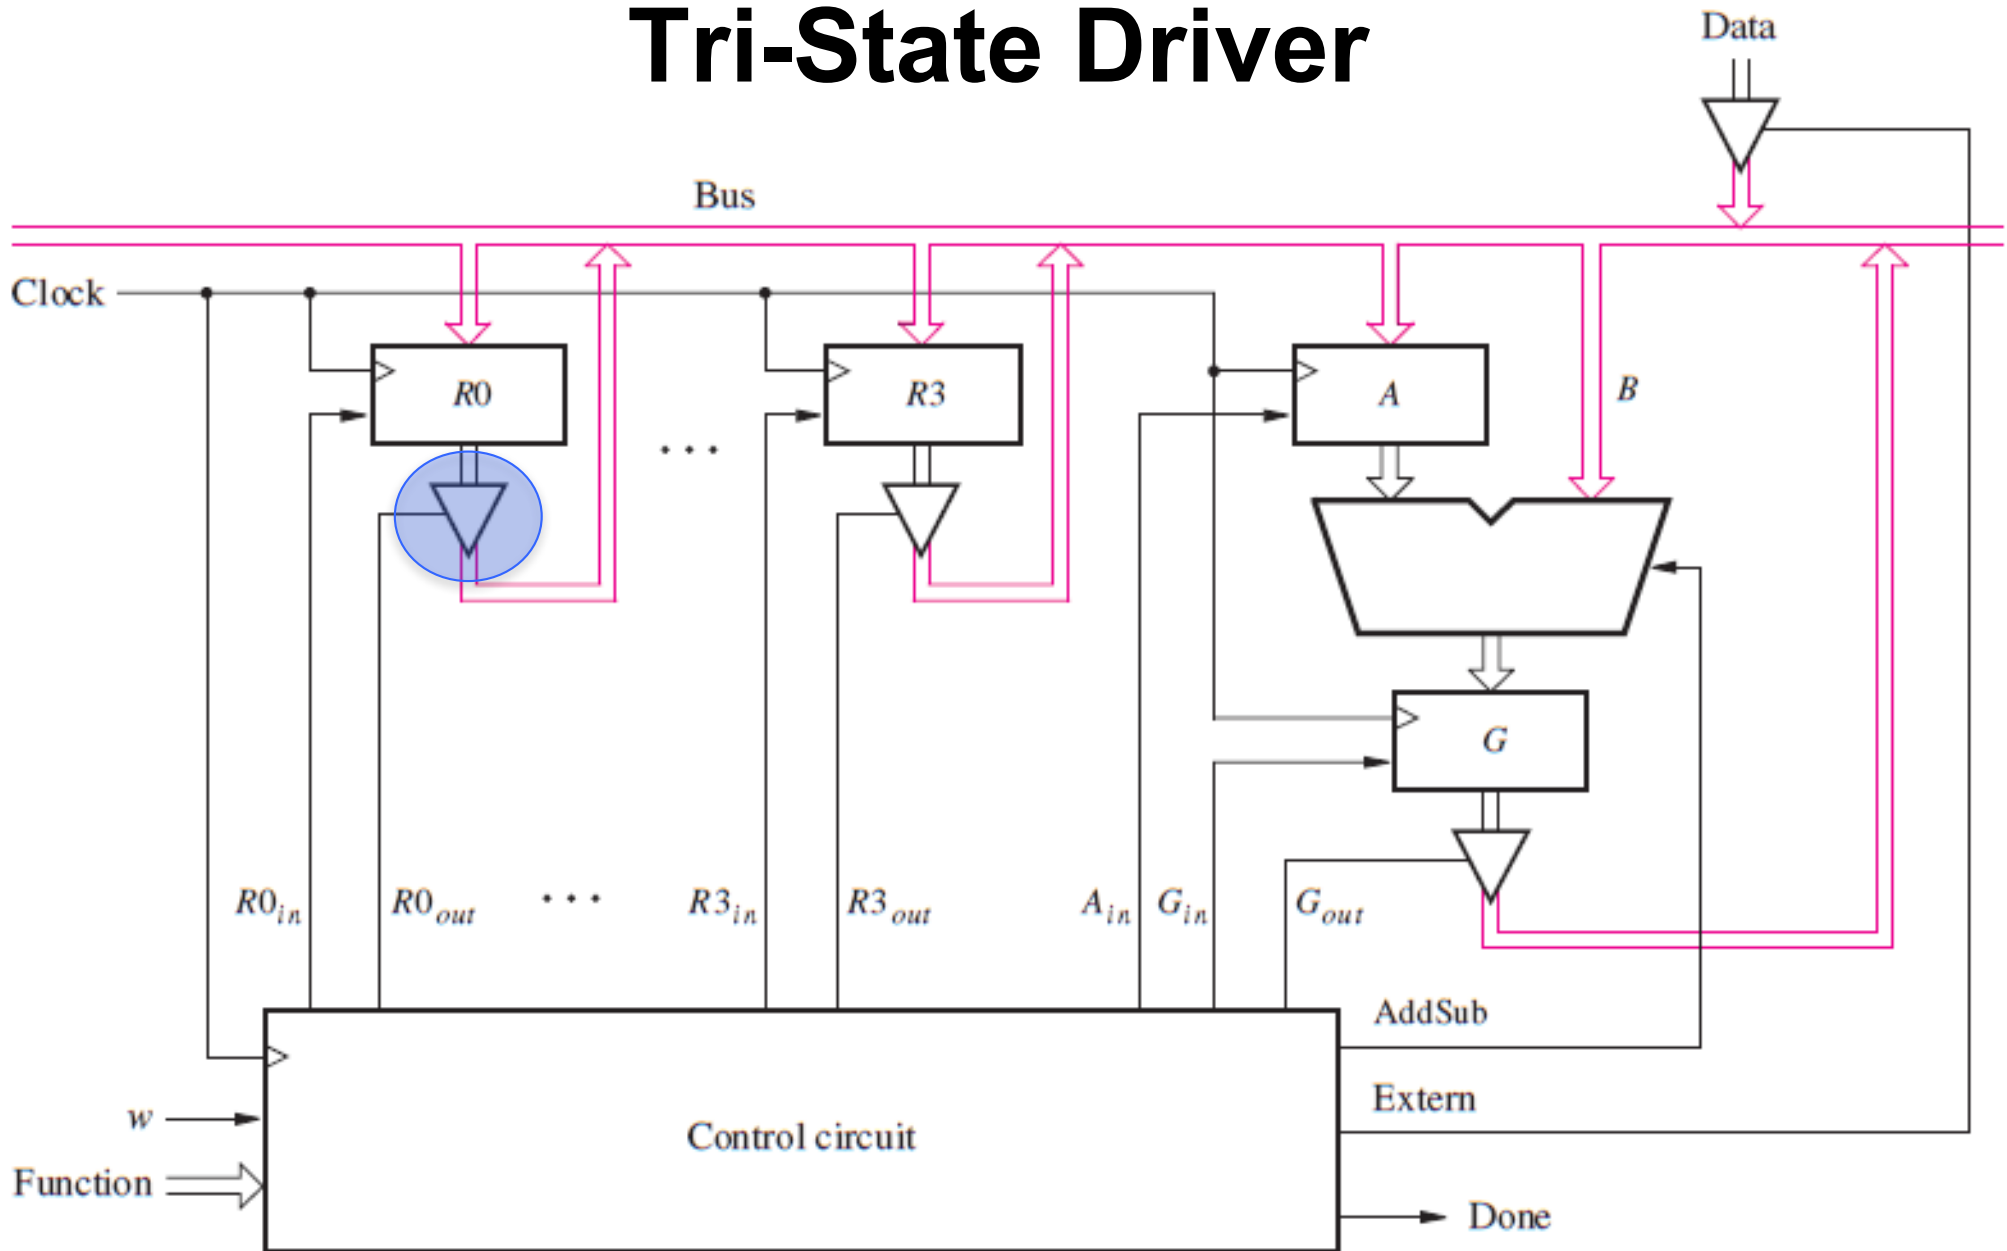 Tri-State Driver
Data
Bus
Clock
R0
R3
A
B
...
G
R0in
R0out
...
R3in
R3out
Ain
Gin
Gout
AddSub
Extern
w
Control circuit
Function
Done